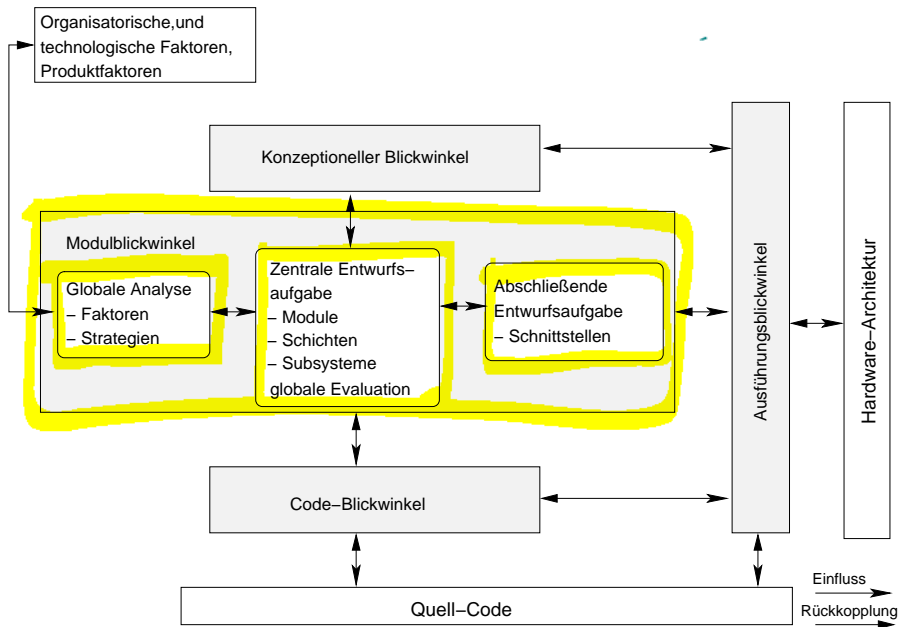 Organisatorische,und
technologische Faktoren,
Produktfaktoren
Konzeptioneller Blickwinkel
Modulblickwinkel
Globale Analyse
– Faktoren
– Strategien
Zentrale Entwurfs–
aufgabe
– Module
– Schichten
– Subsysteme
globale Evaluation
Abschließende
Entwurfsaufgabe
– Schnittstellen
Ausführungsblickwinkel
Hardware–Architektur
Code–Blickwinkel
Quell–Code
Einfluss
Rückkopplung